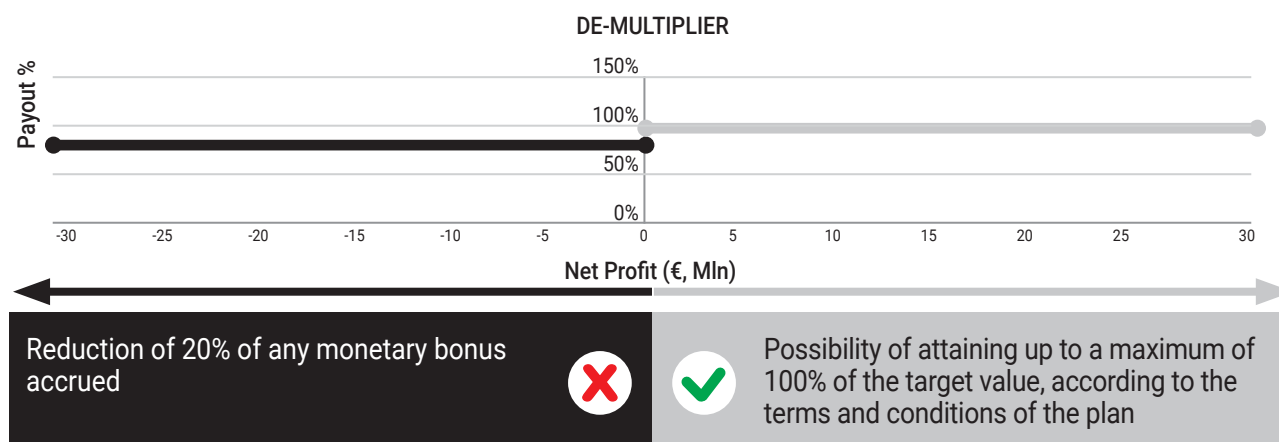 DE-MULTIPLIER
Payout %
150%
100%
50%
0%
-30 -25 -20 -15 -10 -5 0 5 10 15 20 25 30
Net Profit (€, Mln)
Reduction of 20% of any monetary bonus
accrued
Possibility of attaining up to a maximum of
100% of the target value, according to the
terms and conditions of the plan